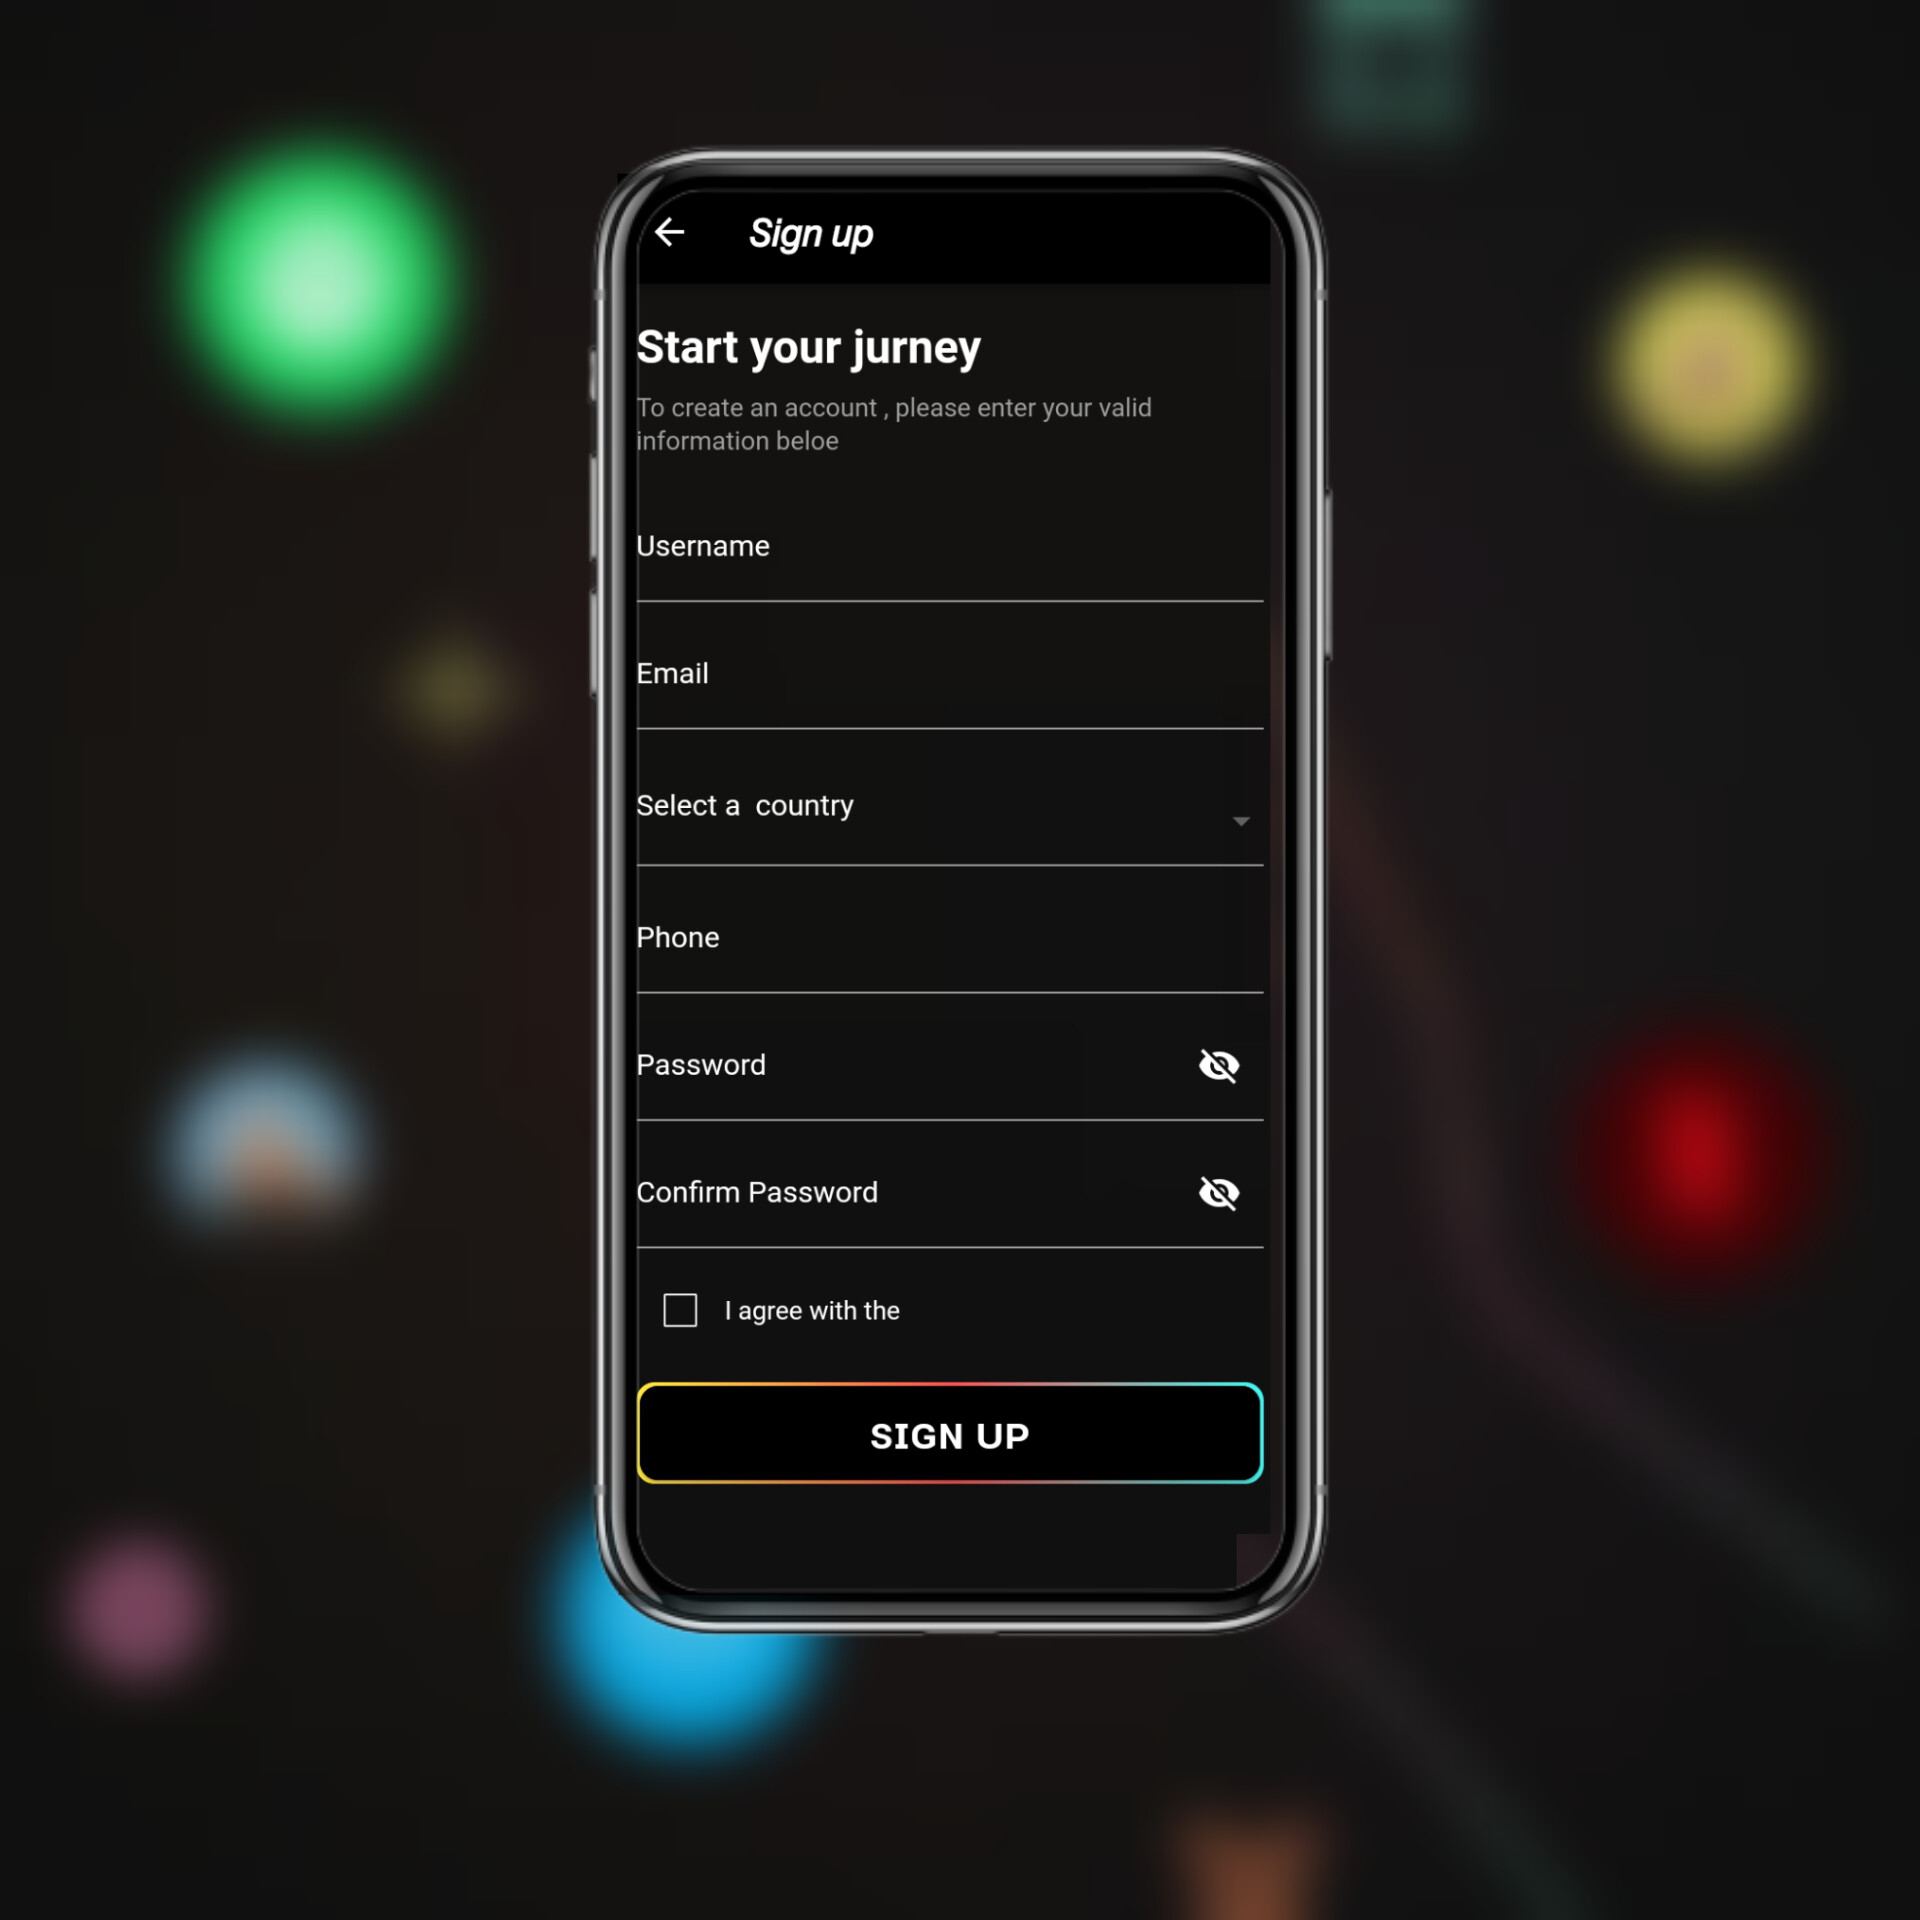 Sign up
Start your jurney
To create an account , please enter your valid
information beloe
Username
Email
Select a  country
Phone
Password
Confirm Password
I agree with the
SIGN UP